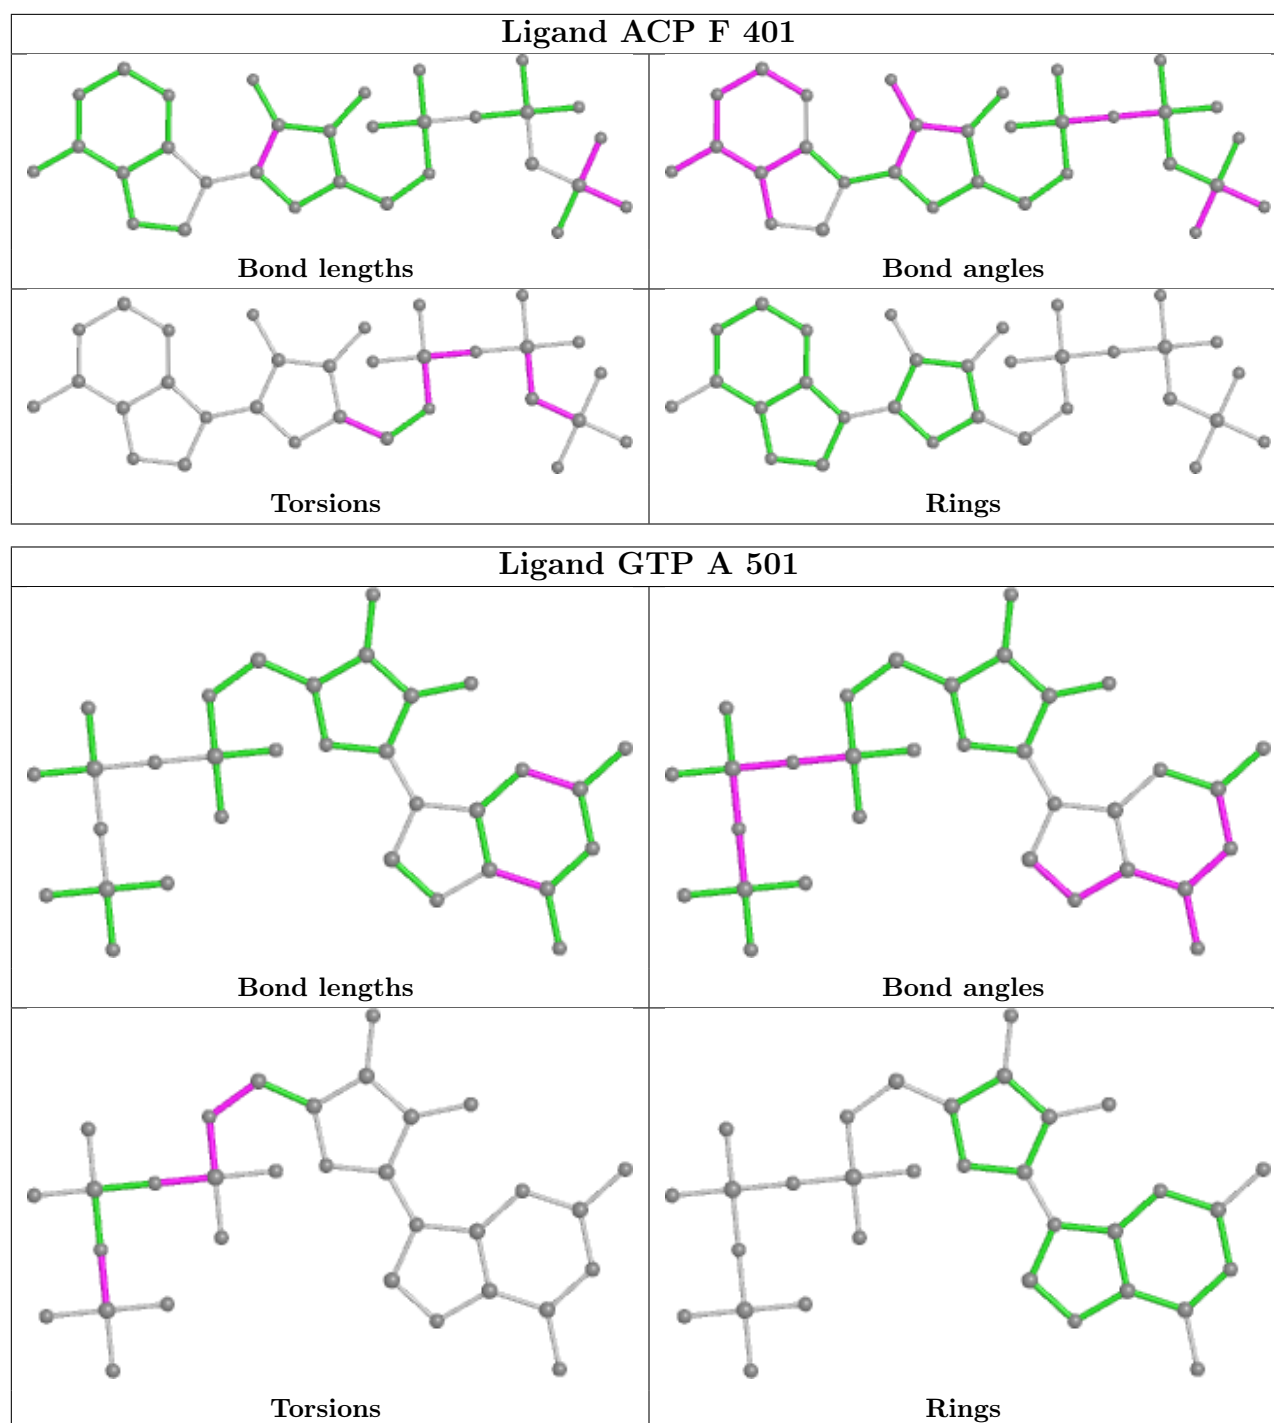 Ligand ACP F 401
Bond lengths
Bond angles
Torsions
Rings
Ligand GTP A 501
Bond lengths
Bond angles
Torsions
Rings